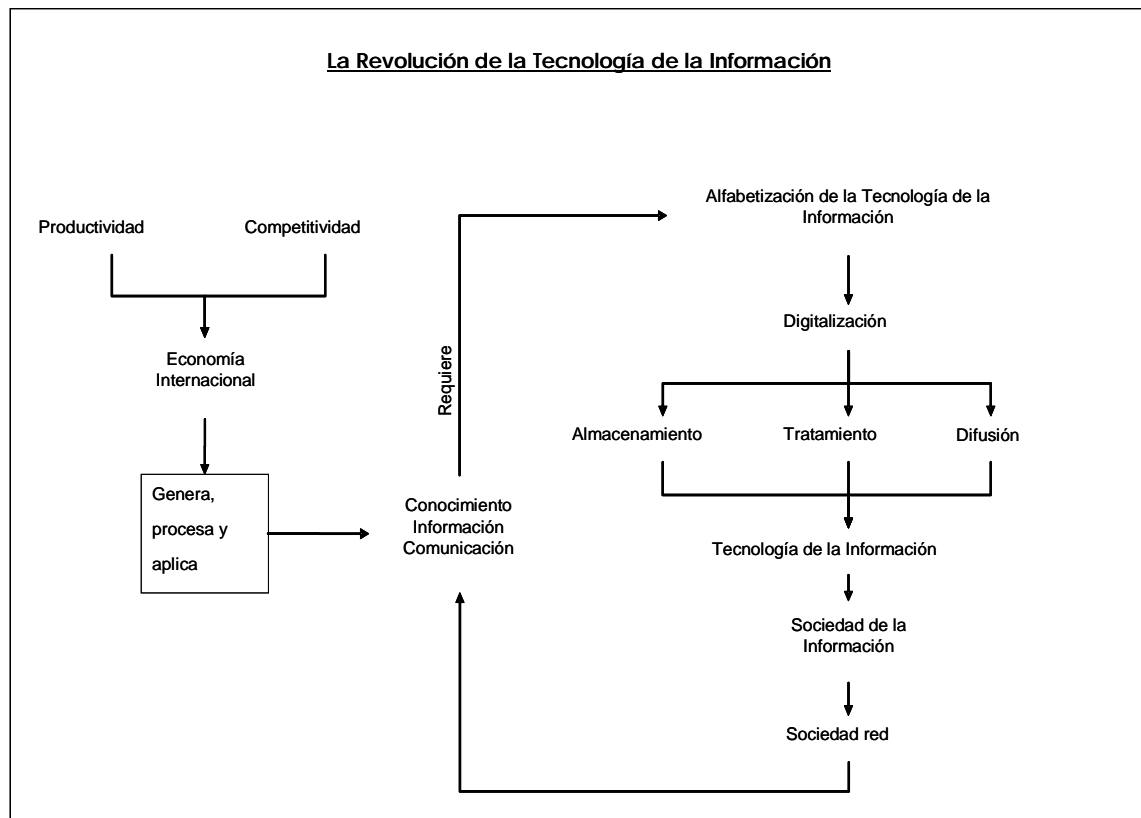 La Revolución de la Tecnología de la Información
Productividad
Competitividad
Economía
Internacional
Genera,
procesa y
aplica
Conocimiento
Información
Comunicación
Requiere
Alfabetización de la Tecnología de la
Información
Digitalización
Almacenamiento
Tratamiento
Difusión
Tecnología de la Información
Sociedad de la
Información
Sociedad red